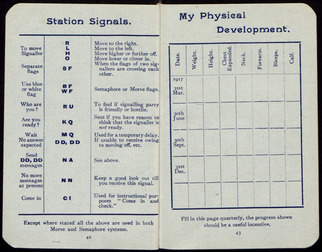 Station Signals.
To move Signaller
R Move to the right.
L Move to the left.
H Move higher or further off.
O Move lower or closer in.
Separate flags
SF When the flags of two signallers are crossing each other.
Use blue or white flag
BF
WF
Semaphore or Morse flags.
Who are you?
RU To find if signalling party is friendly or hostile.
Are you ready?
KQ Sent if you have reason to think that the signaller is not ready.
Wait
MQ Used for a temporary delay.
No answer expected
DD, DD If unable to receive owing to moving off, etc.
Send DD, DD messages
NA See above.
No more messages at present
NN Keep a good look out till you receive this signal.
Come in
CI Used for instructional purposes "Come in and check."
Except where stated all the above are used in both
Morse and Semaphore systems.
42
My Physical
Development.
Date.
Weight.
Height.
Chest Expanded.
Neck.
Forearm.
Biceps.
Calf.
1917
31st Mar.
30th June
30th Sept.
31st Dec.
Fill in this page quarterly, the progress shown
should be a useful incentive.
43